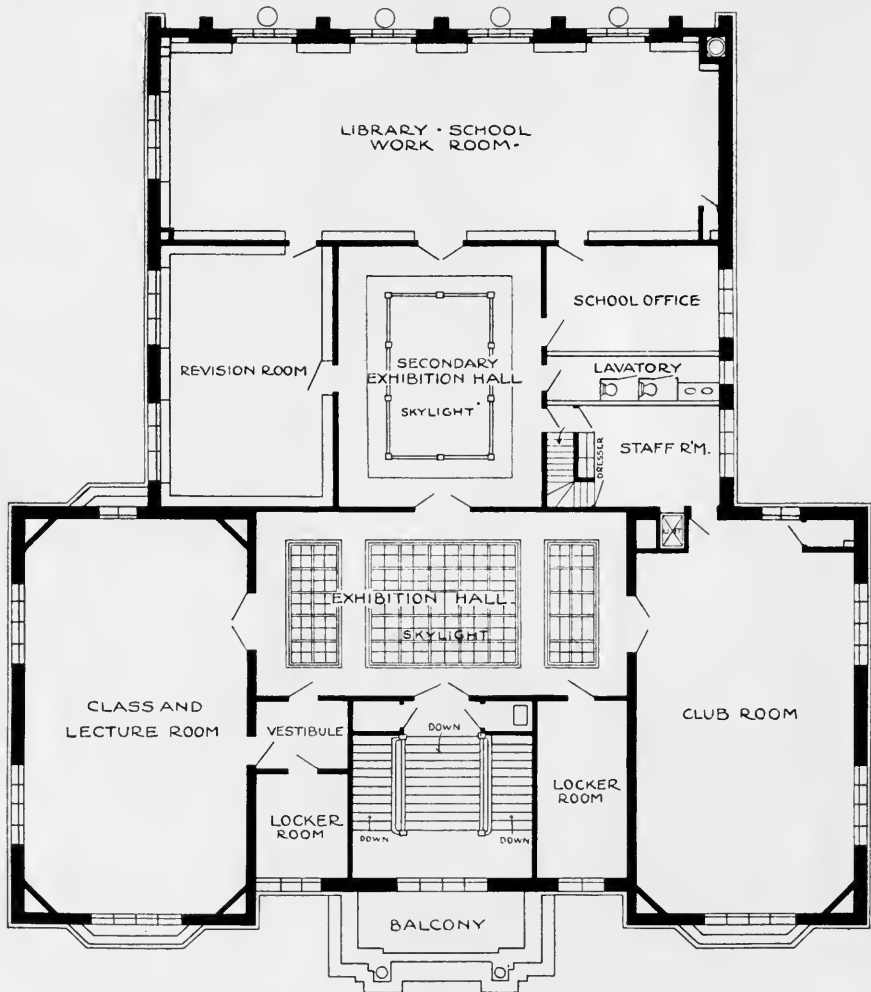 LIBRARY · SCHOOL
WORK ROOM·
SCHOOL OFFICE
REVISION ROOM
SECONDARY
EXHIBITION HALL
SKYLIGHT
LAVATORY
STAFF R'M.
DRESSER
LIFT
EXHIBITION HALL
SKYLIGHT
CLASS AND
LECTURE ROOM
CLUB ROOM
VESTIBULE
DOWN
LOCKER
ROOM
LOCKER
ROOM
DOWN
DOWN
BALCONY